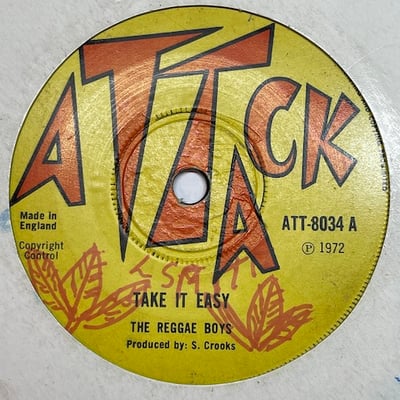 ATTACK
Made in
England
Copyright
Control
ATT-8034 A
℗ 1972
TAKE IT EASY
THE REGGAE BOYS
Produced by: S. Crooks